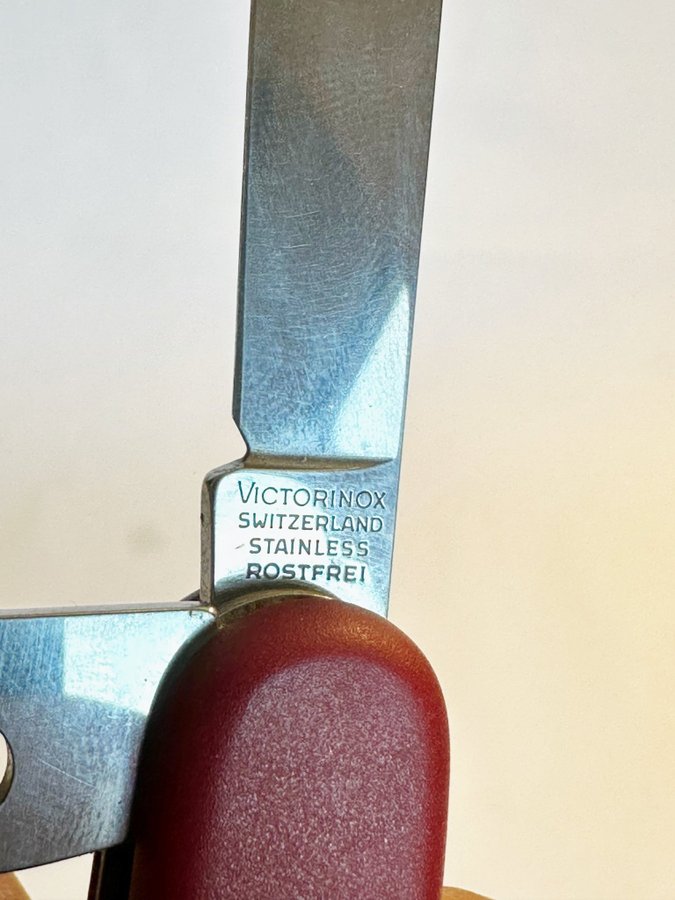 VICTORINOX
SWITZERLAND
STAINLESS
ROSTFREI